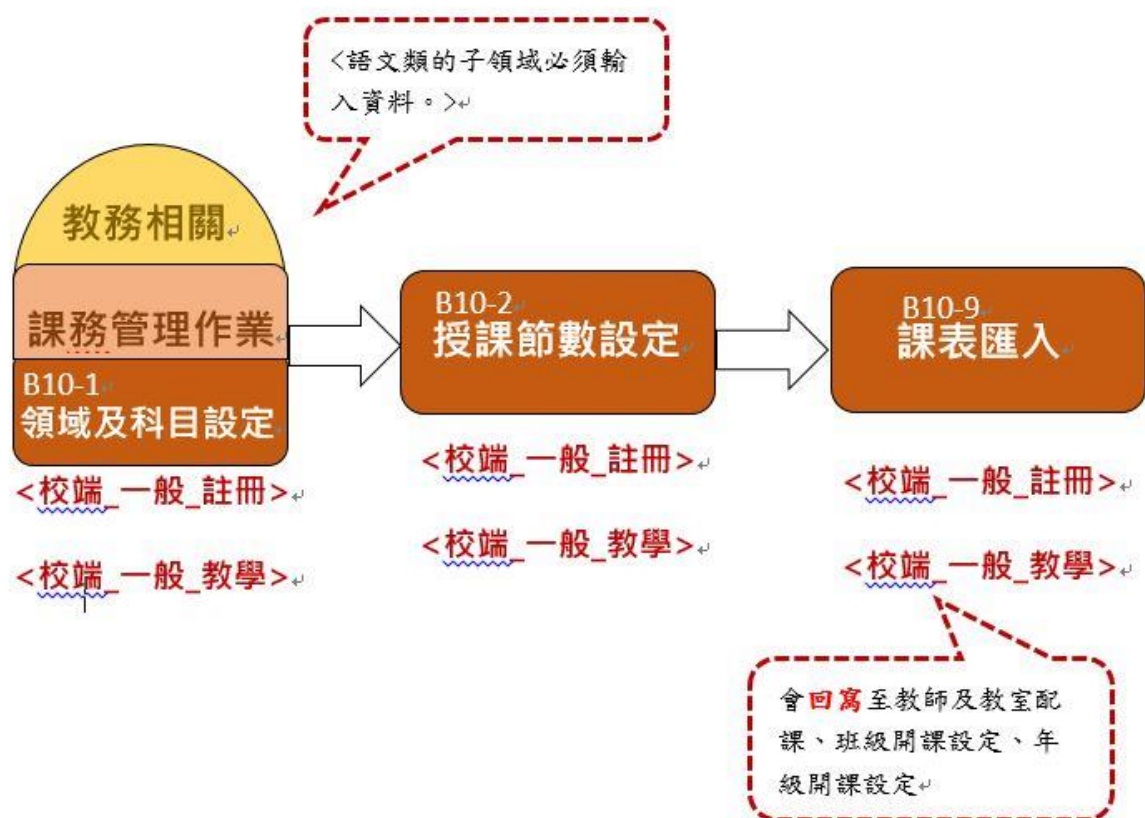 <語文類的子領域必須輸
入資料。>
教務相關
課務管理作業
B10-1
領域及科目設定
<校端_一般_註冊>
<校端_一般_教學>
B10-2
授課節數設定
<校端_一般_註冊>
<校端_一般_教學>
B10-9
課表匯入
<校端_一般_註冊>
<校端_一般_教學>
會回寫至教師及教室配
課、班級開課設定、年
級開課設定